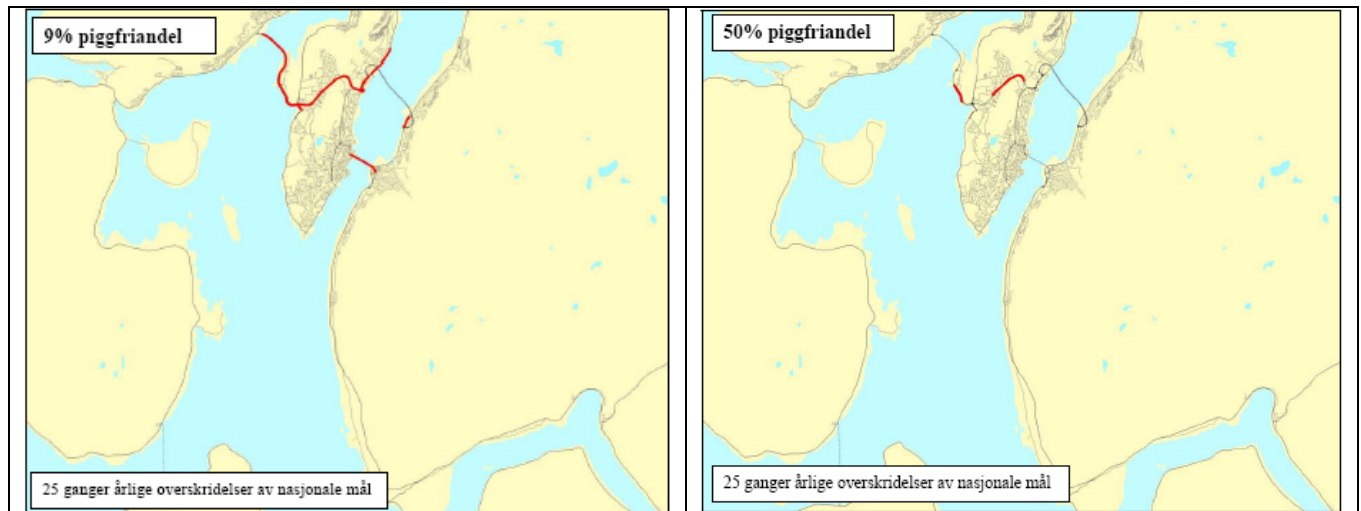 9% piggfriandel
50% piggfriandel
25 ganger årlige overskridelser av nasjonale mål
25 ganger årlige overskridelser av nasjonale mål